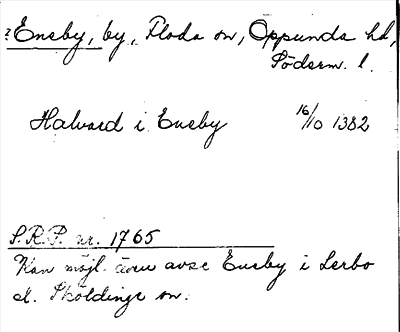 ? Eneby, by, Floda sn, Oppunda hd,
Söderm. l.
Halvard i Eneby 16/10 1382
S.R.P. nr. 1765
Kan möjl. även avse Eneby i Lerbo
el. Sköldinge sn.